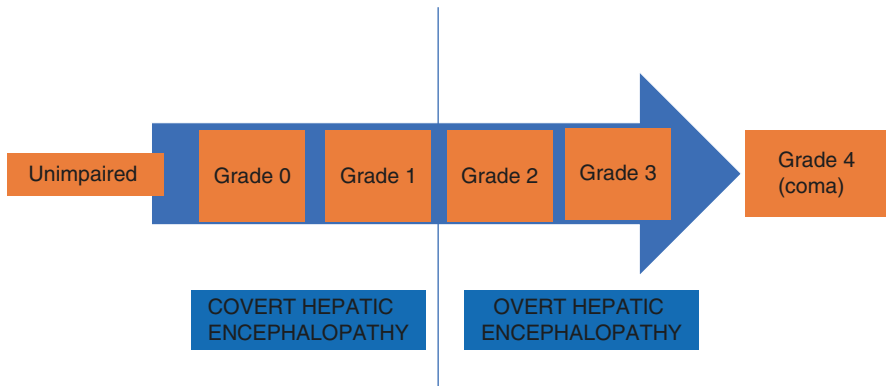 Unimpaired
Grade 0
Grade 1
Grade 2
Grade 3
Grade 4
(coma)
COVERT HEPATIC
ENCEPHALOPATHY
OVERT HEPATIC
ENCEPHALOPATHY